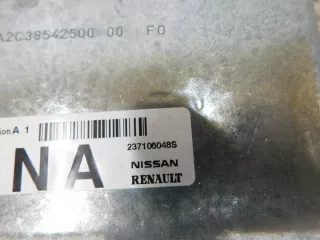 A2C38542500 00 F0
ion A 1
237106048S
NA
NISSAN
RENAULT